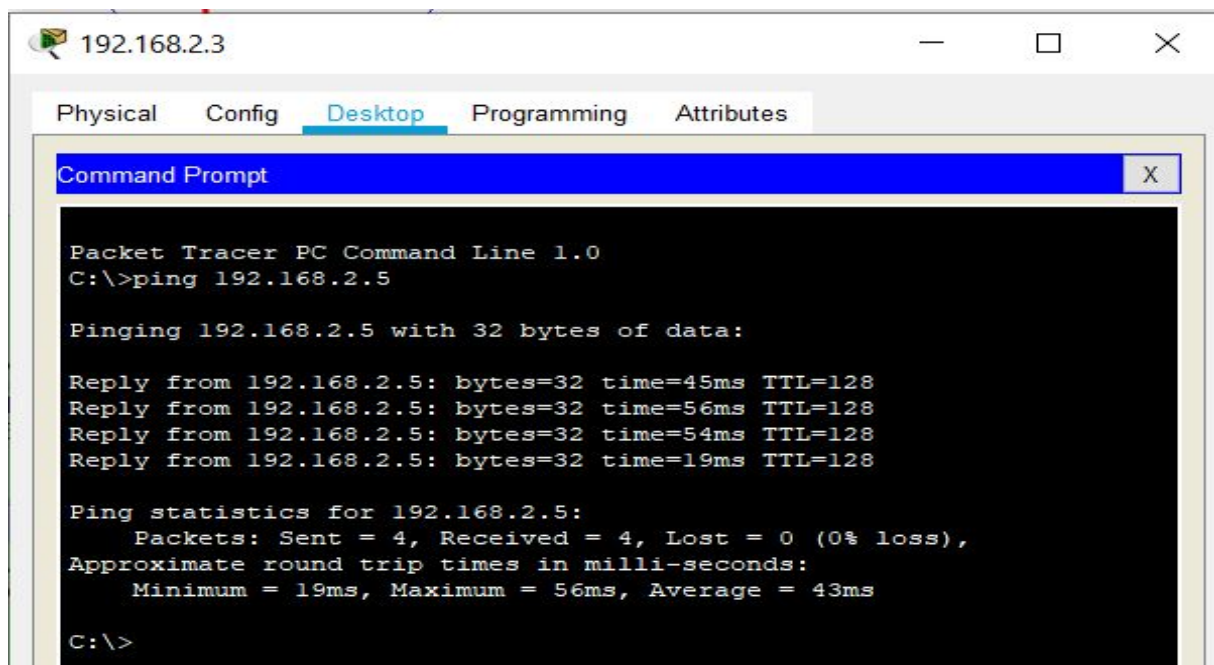 192.168.2.3
Physical Config Desktop Programming Attributes
Command Prompt X
Packet Tracer PC Command Line 1.0
C:\>ping 192.168.2.5
Pinging 192.168.2.5 with 32 bytes of data:
Reply from 192.168.2.5: bytes=32 time=45ms TTL=128
Reply from 192.168.2.5: bytes=32 time=56ms TTL=128
Reply from 192.168.2.5: bytes=32 time=54ms TTL=128
Reply from 192.168.2.5: bytes=32 time=19ms TTL=128
Ping statistics for 192.168.2.5:
Packets: Sent = 4, Received = 4, Lost = 0 (0% loss),
Approximate round trip times in milli-seconds:
Minimum = 19ms, Maximum = 56ms, Average = 43ms
C:\>